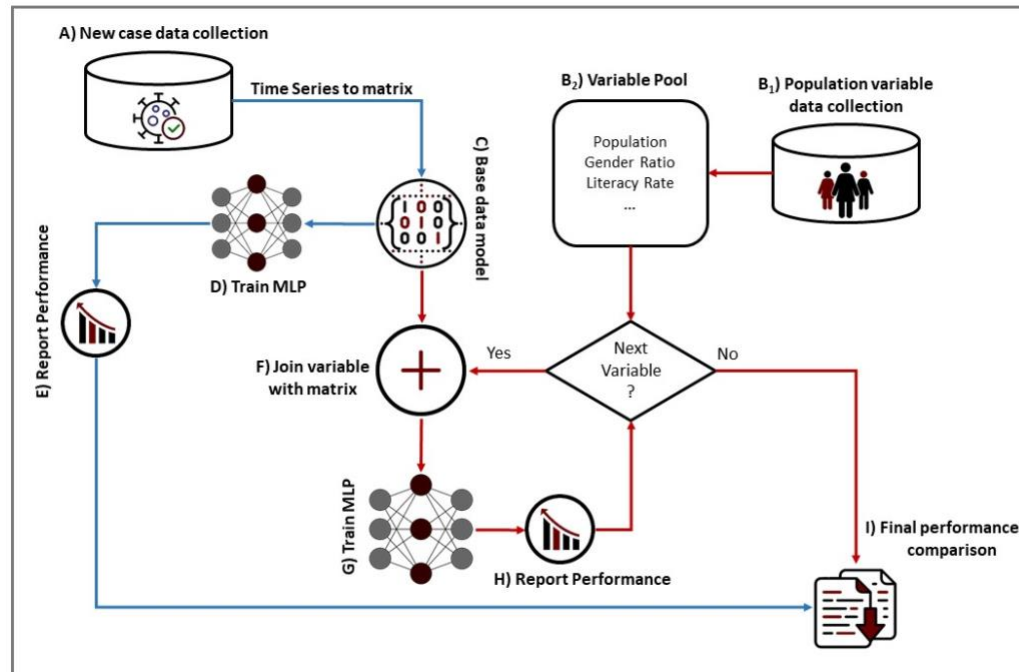 A) New case data collection
Time Series to matrix
B₂) Variable Pool
B₁) Population variable
data collection
Population
Gender Ratio
Literacy Rate
...
C) Base data model
1 0 0
0 1 0
0 0 1
D) Train MLP
E) Report Performance
F) Join variable
with matrix
Yes
Next
Variable
?
No
G) Train MLP
H) Report Performance
I) Final performance
comparison